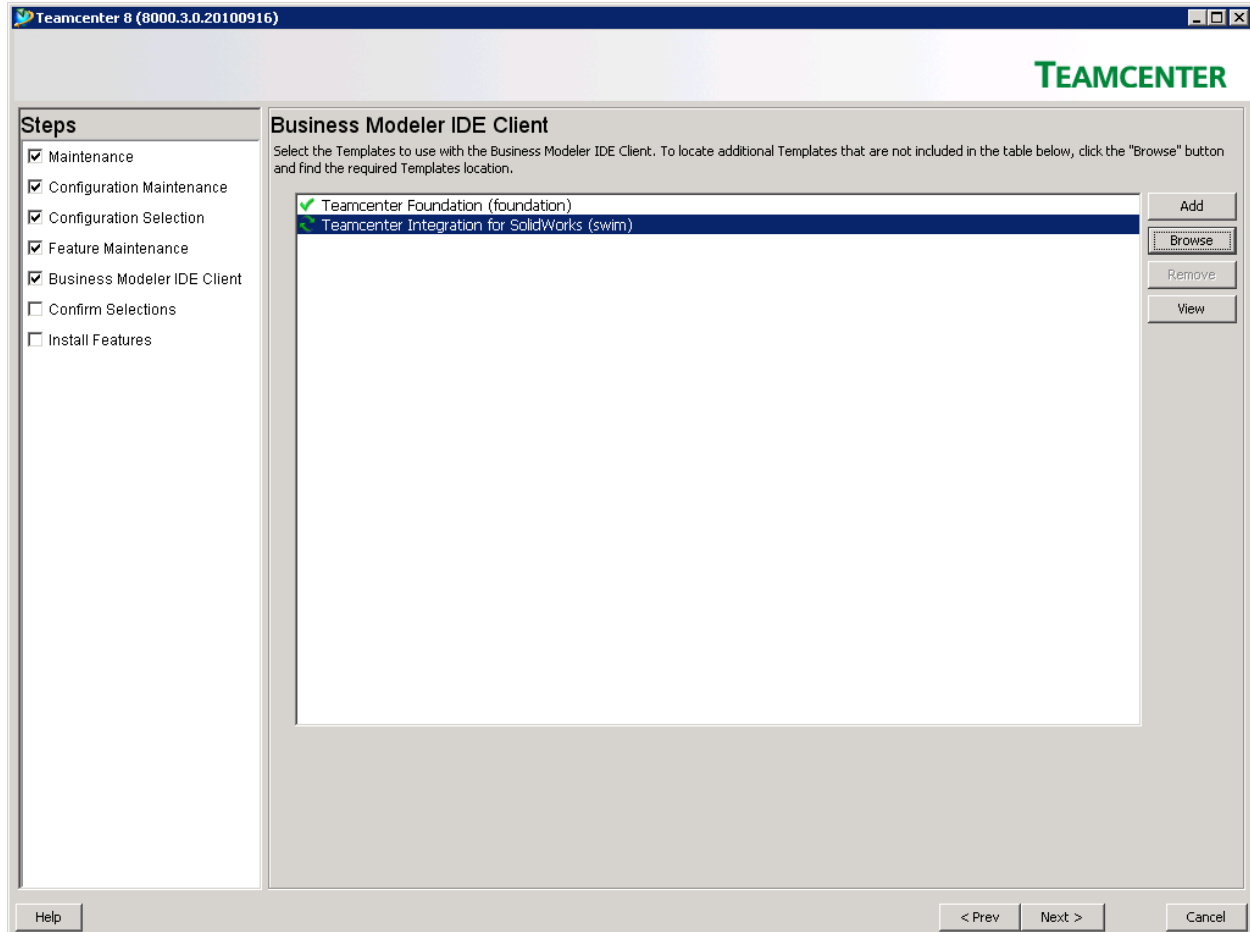 Teamcenter 8 (8000.3.0.20100916)
TEAMCENTER
Steps
Maintenance
Configuration Maintenance
Configuration Selection
Feature Maintenance
Business Modeler IDE Client
Confirm Selections
Install Features
Business Modeler IDE Client
Select the Templates to use with the Business Modeler IDE Client. To locate additional Templates that are not included in the table below, click the "Browse" button
and find the required Templates location.
Teamcenter Foundation (foundation)
Teamcenter Integration for SolidWorks (swim)
Add
Browse
Remove
View
Help
< Prev
Next >
Cancel